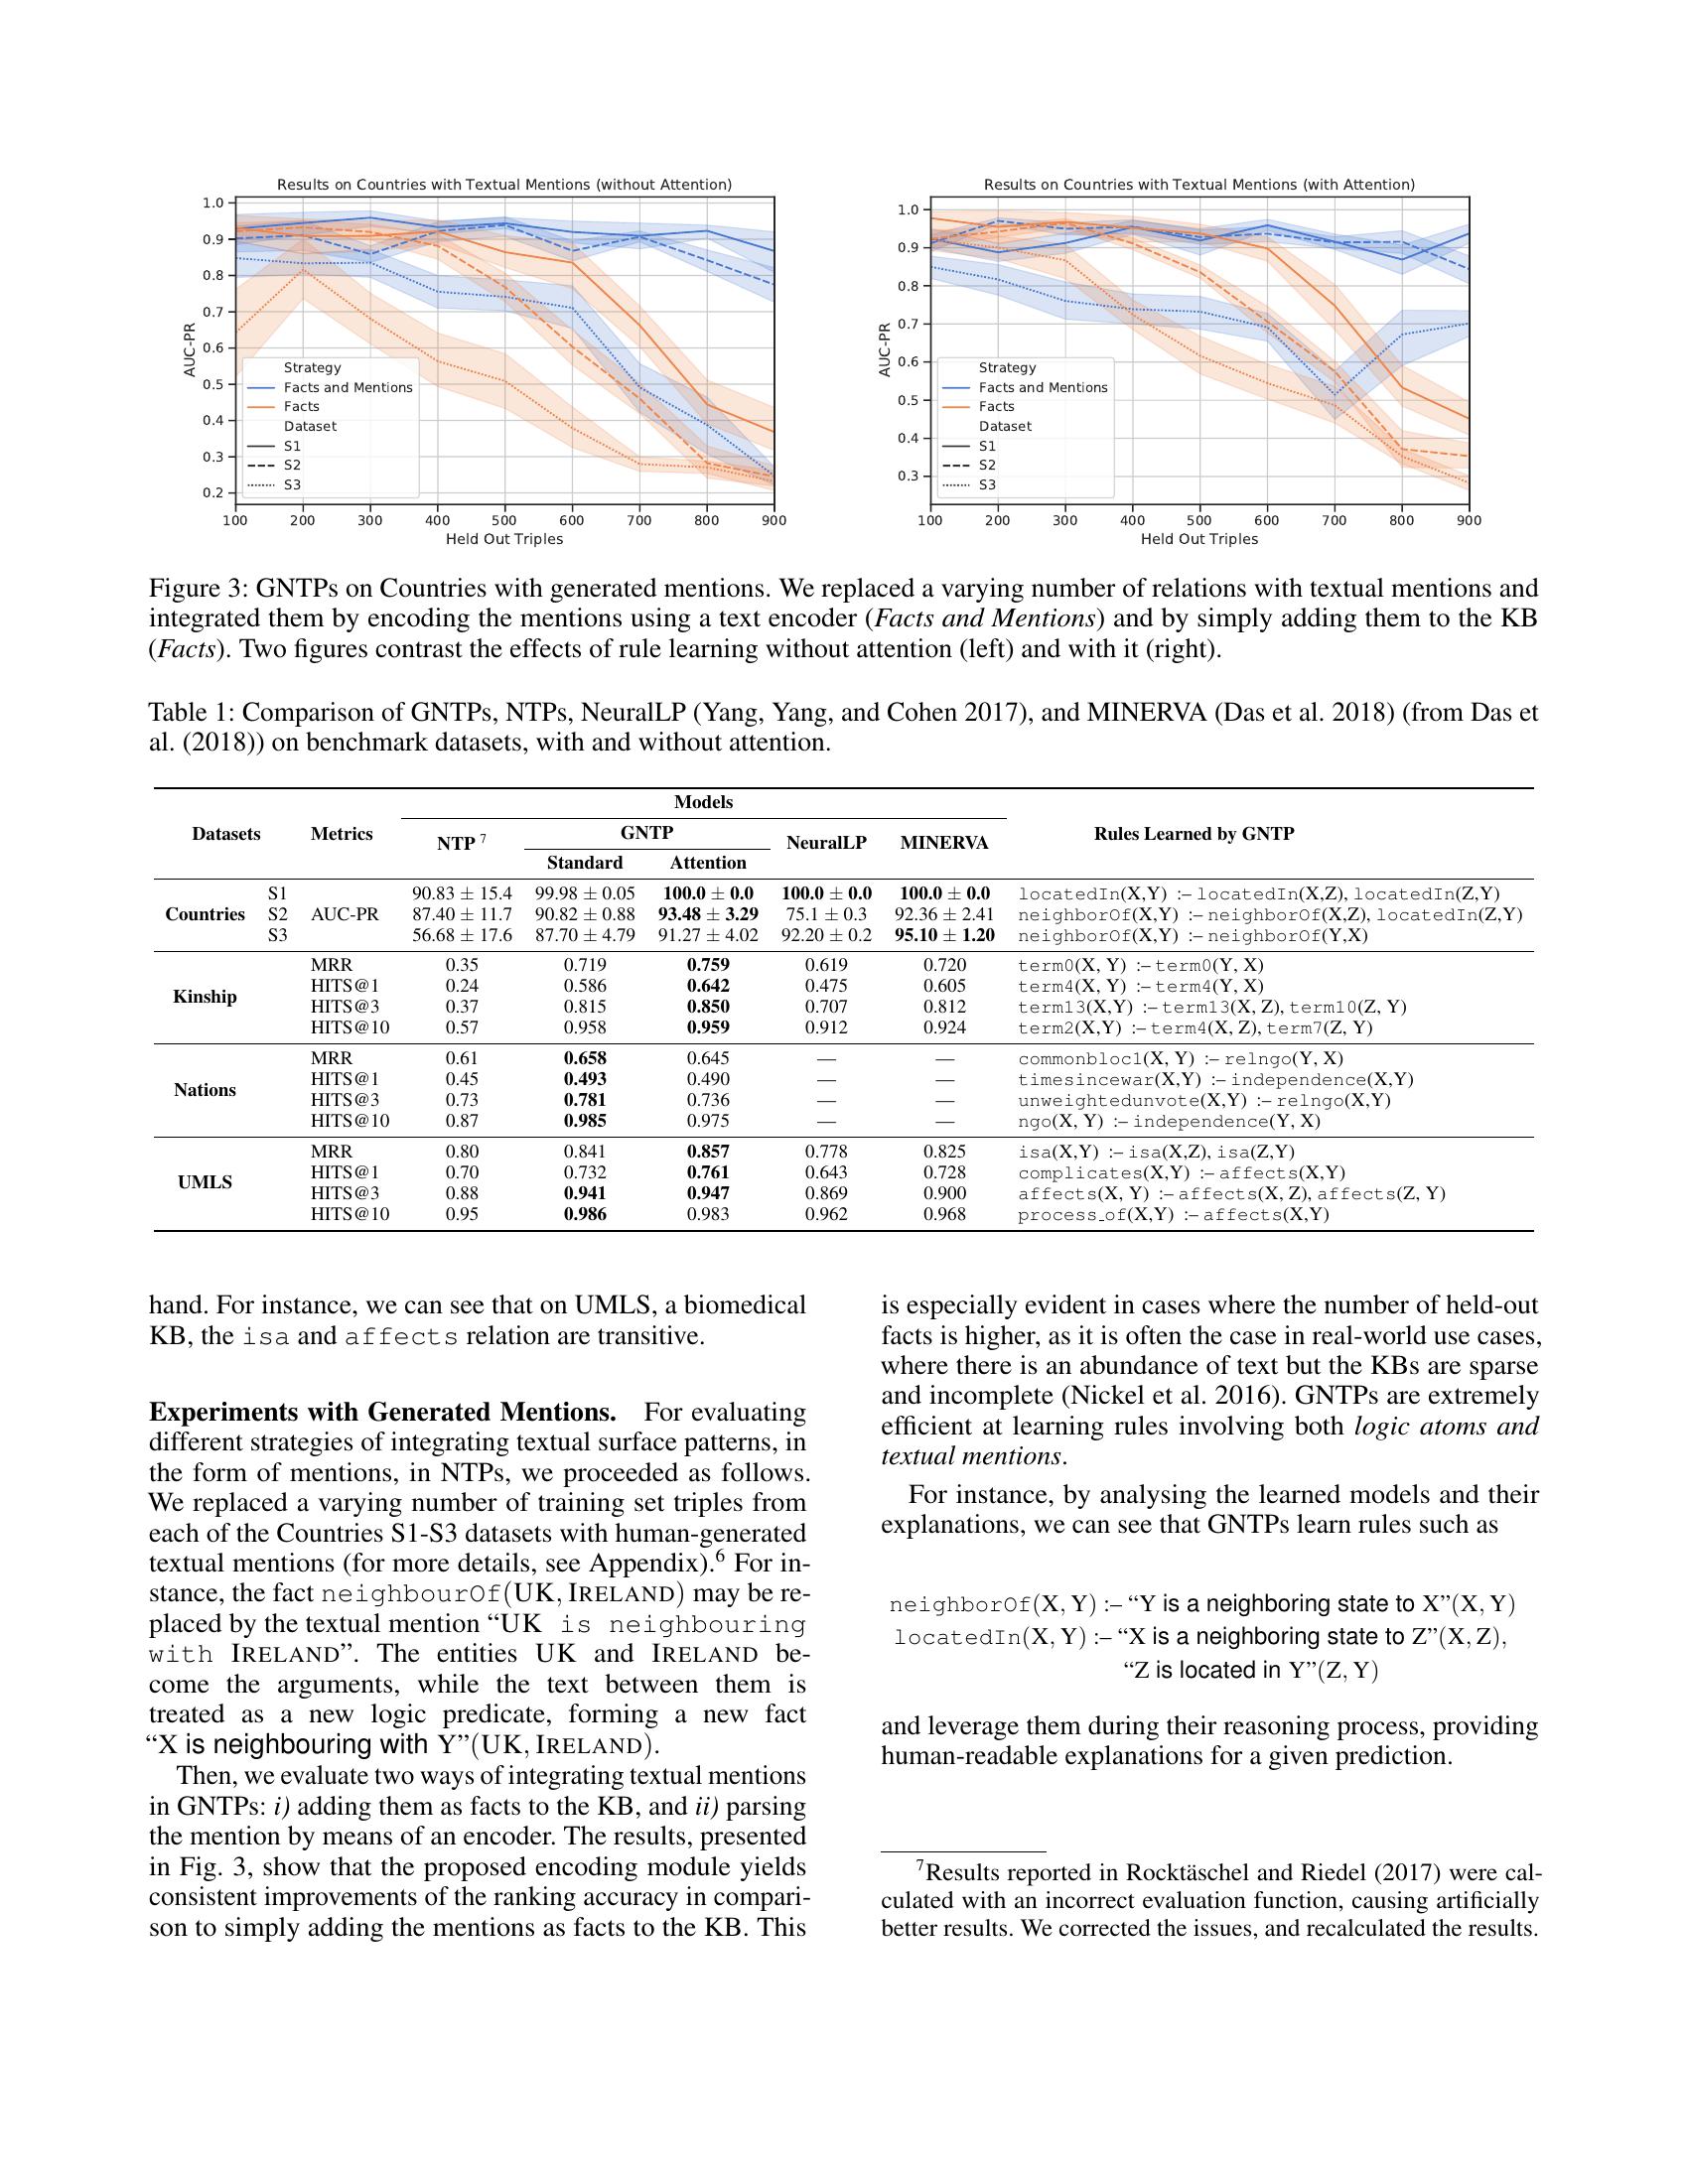 Results on Countries with Textual Mentions (without Attention)
1.0
0.9
0.8
0.7
0.6
0.5
0.4
0.3
0.2
AUC-PR
Strategy
Facts and Mentions
Facts
Dataset
S1
S2
S3
100 200 300 400 500 600 700 800 900
Held Out Triples
Results on Countries with Textual Mentions (with Attention)
1.0
0.9
0.8
0.7
0.6
0.5
0.4
0.3
AUC-PR
Strategy
Facts and Mentions
Facts
Dataset
S1
S2
S3
100 200 300 400 500 600 700 800 900
Held Out Triples
Figure 3: GNTPs on Countries with generated mentions. We replaced a varying number of relations with textual mentions and
integrated them by encoding the mentions using a text encoder (Facts and Mentions) and by simply adding them to the KB
(Facts). Two figures contrast the effects of rule learning without attention (left) and with it (right).
Table 1: Comparison of GNTPs, NTPs, NeuralLP (Yang, Yang, and Cohen 2017), and MINERVA (Das et al. 2018) (from Das et
al. (2018)) on benchmark datasets, with and without attention.
Models
Datasets Metrics NTP 7 GNTP NeuralLP MINERVA Rules Learned by GNTP
Standard Attention
S1 90.83 ± 15.4 99.98 ± 0.05 100.0 ± 0.0 100.0 ± 0.0 100.0 ± 0.0 locatedIn(X,Y) :– locatedIn(X,Z), locatedIn(Z,Y)
Countries S2 AUC-PR 87.40 ± 11.7 90.82 ± 0.88 93.48 ± 3.29 75.1 ± 0.3 92.36 ± 2.41 neighborOf(X,Y) :– neighborOf(X,Z), locatedIn(Z,Y)
S3 56.68 ± 17.6 87.70 ± 4.79 91.27 ± 4.02 92.20 ± 0.2 95.10 ± 1.20 neighborOf(X,Y) :– neighborOf(Y,X)
MRR 0.35 0.719 0.759 0.619 0.720 term0(X, Y) :– term0(Y, X)
Kinship HITS@1 0.24 0.586 0.642 0.475 0.605 term4(X, Y) :– term4(Y, X)
HITS@3 0.37 0.815 0.850 0.707 0.812 term13(X,Y) :– term13(X, Z), term10(Z, Y)
HITS@10 0.57 0.958 0.959 0.912 0.924 term2(X,Y) :– term4(X, Z), term7(Z, Y)
MRR 0.61 0.658 0.645 — — commonbloc1(X, Y) :– relngo(Y, X)
Nations HITS@1 0.45 0.493 0.490 — — timesincewar(X,Y) :– independence(X,Y)
HITS@3 0.73 0.781 0.736 — — unweightedunvote(X,Y) :– relngo(X,Y)
HITS@10 0.87 0.985 0.975 — — ngo(X, Y) :– independence(Y, X)
MRR 0.80 0.841 0.857 0.778 0.825 isa(X,Y) :– isa(X,Z), isa(Z,Y)
UMLS HITS@1 0.70 0.732 0.761 0.643 0.728 complicates(X,Y) :– affects(X,Y)
HITS@3 0.88 0.941 0.947 0.869 0.900 affects(X, Y) :– affects(X, Z), affects(Z, Y)
HITS@10 0.95 0.986 0.983 0.962 0.968 process_of(X,Y) :– affects(X,Y)
hand. For instance, we can see that on UMLS, a biomedical
KB, the isa and affects relation are transitive.
Experiments with Generated Mentions. For evaluating
different strategies of integrating textual surface patterns, in
the form of mentions, in NTPs, we proceeded as follows.
We replaced a varying number of training set triples from
each of the Countries S1-S3 datasets with human-generated
textual mentions (for more details, see Appendix).6 For in-
stance, the fact neighbourOf(UK, IRELAND) may be re-
placed by the textual mention “UK is neighbouring
with IRELAND”. The entities UK and IRELAND be-
come the arguments, while the text between them is
treated as a new logic predicate, forming a new fact
“X is neighbouring with Y”(UK, IRELAND).
Then, we evaluate two ways of integrating textual mentions
in GNTPs: i) adding them as facts to the KB, and ii) parsing
the mention by means of an encoder. The results, presented
in Fig. 3, show that the proposed encoding module yields
consistent improvements of the ranking accuracy in compari-
son to simply adding the mentions as facts to the KB. This
is especially evident in cases where the number of held-out
facts is higher, as it is often the case in real-world use cases,
where there is an abundance of text but the KBs are sparse
and incomplete (Nickel et al. 2016). GNTPs are extremely
efficient at learning rules involving both logic atoms and
textual mentions.
For instance, by analysing the learned models and their
explanations, we can see that GNTPs learn rules such as
neighborOf(X, Y) :– “Y is a neighboring state to X”(X, Y)
locatedIn(X, Y) :– “X is a neighboring state to Z”(X, Z),
“Z is located in Y”(Z, Y)
and leverage them during their reasoning process, providing
human-readable explanations for a given prediction.
7Results reported in Rocktäschel and Riedel (2017) were cal-
culated with an incorrect evaluation function, causing artificially
better results. We corrected the issues, and recalculated the results.